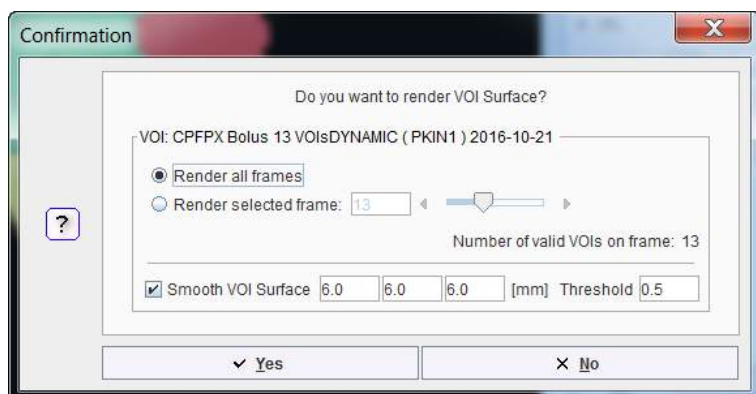 Confirmation
Do you want to render VOI Surface?
VOI: CPFPX Bolus 13 VOIsDYNAMIC ( PKIN1 ) 2016-10-21
Render all frames
Render selected frame: 13
?
Number of valid VOIs on frame: 13
Smooth VOI Surface 6.0 6.0 6.0 [mm] Threshold 0.5
Yes No